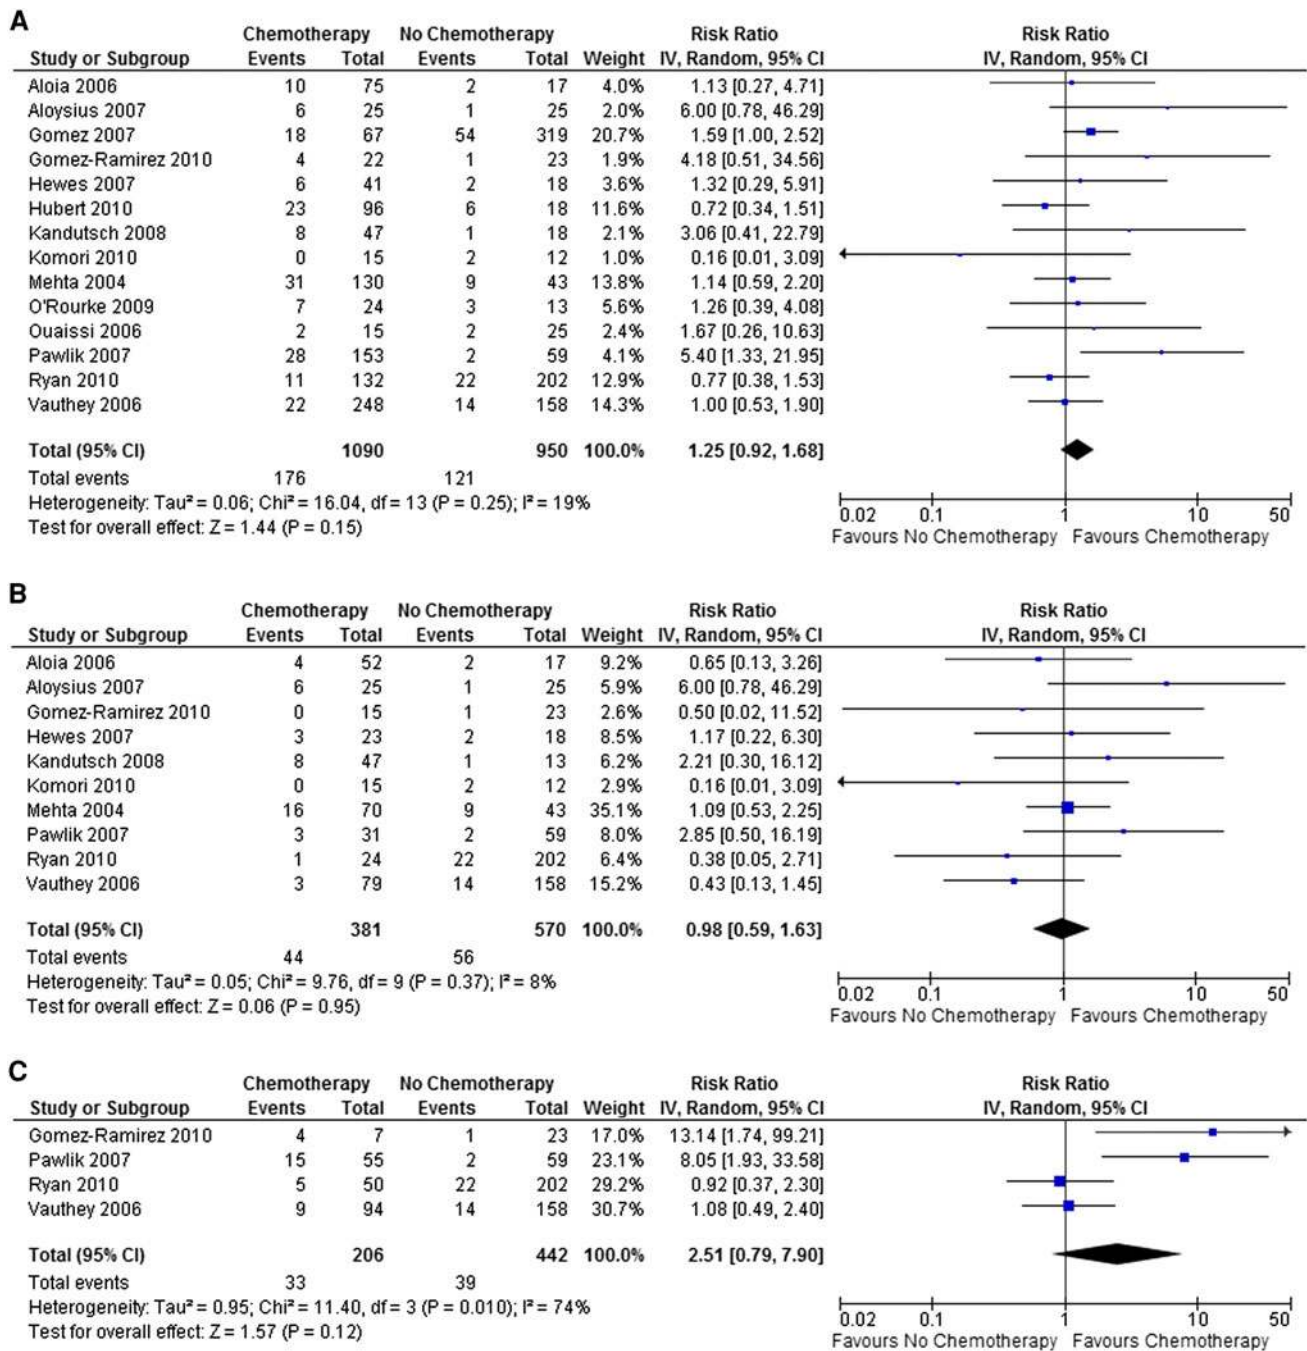 A
Chemotherapy No Chemotherapy Risk Ratio Risk Ratio
Study or Subgroup Events Total Events Total Weight IV, Random, 95% CI IV, Random, 95% CI
Aloia 2006 10 75 2 17 4.0% 1.13 [0.27, 4.71]
Aloysius 2007 6 25 1 25 2.0% 6.00 [0.78, 46.29]
Gomez 2007 18 67 54 319 20.7% 1.59 [1.00, 2.52]
Gomez-Ramirez 2010 4 22 1 23 1.9% 4.18 [0.51, 34.56]
Hewes 2007 6 41 2 18 3.6% 1.32 [0.29, 5.91]
Hubert 2010 23 96 6 18 11.6% 0.72 [0.34, 1.51]
Kandutsch 2008 8 47 1 18 2.1% 3.06 [0.41, 22.79]
Komori 2010 0 15 2 12 1.0% 0.16 [0.01, 3.09]
Mehta 2004 31 130 9 43 13.8% 1.14 [0.59, 2.20]
O'Rourke 2009 7 24 3 13 5.6% 1.26 [0.39, 4.08]
Ouaissi 2006 2 15 2 25 2.4% 1.67 [0.26, 10.63]
Pawlik 2007 28 153 2 59 4.1% 5.40 [1.33, 21.95]
Ryan 2010 11 132 22 202 12.9% 0.77 [0.38, 1.53]
Vauthey 2006 22 248 14 158 14.3% 1.00 [0.53, 1.90]
Total (95% CI) 1090 950 100.0% 1.25 [0.92, 1.68]
Total events 176 121
Heterogeneity: Tau² = 0.06; Chi² = 16.04, df = 13 (P = 0.25); I² = 19%
Test for overall effect: Z = 1.44 (P = 0.15)
0.02 0.1 1 10 50
Favours No Chemotherapy Favours Chemotherapy
B
Chemotherapy No Chemotherapy Risk Ratio Risk Ratio
Study or Subgroup Events Total Events Total Weight IV, Random, 95% CI IV, Random, 95% CI
Aloia 2006 4 52 2 17 9.2% 0.65 [0.13, 3.26]
Aloysius 2007 6 25 1 25 5.9% 6.00 [0.78, 46.29]
Gomez-Ramirez 2010 0 15 1 23 2.6% 0.50 [0.02, 11.52]
Hewes 2007 3 23 2 18 8.5% 1.17 [0.22, 6.30]
Kandutsch 2008 8 47 1 13 6.2% 2.21 [0.30, 16.12]
Komori 2010 0 15 2 12 2.9% 0.16 [0.01, 3.09]
Mehta 2004 16 70 9 43 35.1% 1.09 [0.53, 2.25]
Pawlik 2007 3 31 2 59 8.0% 2.85 [0.50, 16.19]
Ryan 2010 1 24 22 202 6.4% 0.38 [0.05, 2.71]
Vauthey 2006 3 79 14 158 15.2% 0.43 [0.13, 1.45]
Total (95% CI) 381 570 100.0% 0.98 [0.59, 1.63]
Total events 44 56
Heterogeneity: Tau² = 0.05; Chi² = 9.76, df = 9 (P = 0.37); I² = 8%
Test for overall effect: Z = 0.06 (P = 0.95)
0.02 0.1 1 10 50
Favours No Chemotherapy Favours Chemotherapy
C
Chemotherapy No Chemotherapy Risk Ratio Risk Ratio
Study or Subgroup Events Total Events Total Weight IV, Random, 95% CI IV, Random, 95% CI
Gomez-Ramirez 2010 4 7 1 23 17.0% 13.14 [1.74, 99.21]
Pawlik 2007 15 55 2 59 23.1% 8.05 [1.93, 33.58]
Ryan 2010 5 50 22 202 29.2% 0.92 [0.37, 2.30]
Vauthey 2006 9 94 14 158 30.7% 1.08 [0.49, 2.40]
Total (95% CI) 206 442 100.0% 2.51 [0.79, 7.90]
Total events 33 39
Heterogeneity: Tau² = 0.95; Chi² = 11.40, df = 3 (P = 0.010); I² = 74%
Test for overall effect: Z = 1.57 (P = 0.12)
0.02 0.1 1 10 50
Favours No Chemotherapy Favours Chemotherapy